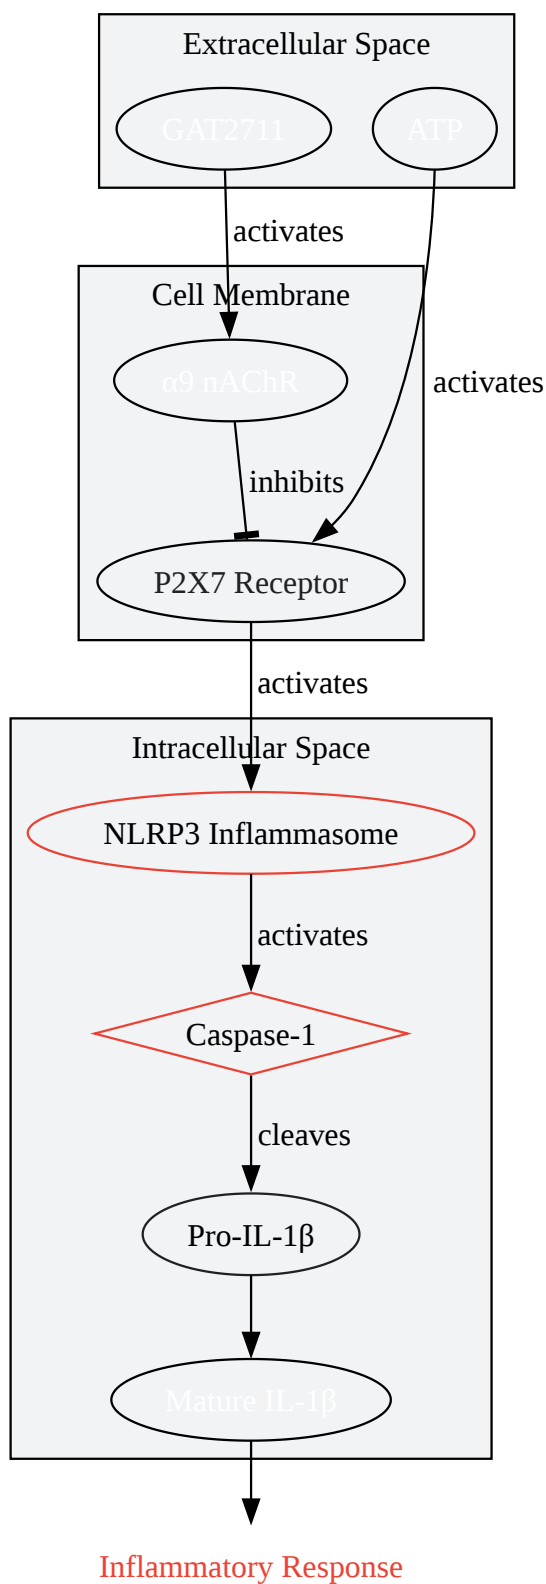 Extracellular Space
GAT2711
ATP
activates
Cell Membrane
α9 nAChR
activates
inhibits
P2X7 Receptor
activates
Intracellular Space
NLRP3 Inflammasome
activates
Caspase-1
cleaves
Pro-IL-1β
Mature IL-1β
Inflammatory Response